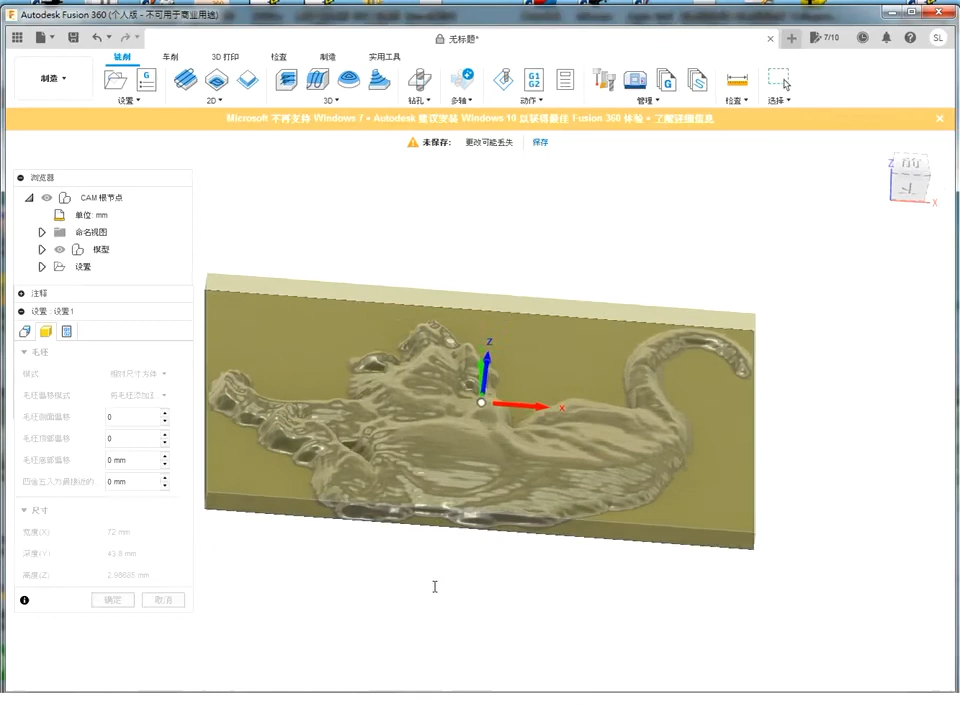 Autodesk Fusion 360 (个人版 - 不可用于商业用途)
无标题*
7/10
SL
铣削 车削 3D 打印 检查 制造 实用工具
制造
G
G1
G2
G
S
设置 2D 3D 钻孔 多轴 动作 管理 检查 选择
Microsoft 不再支持 Windows 7。Autodesk 建议安装 Windows 10 以获得最佳 Fusion 360 体验。了解详细信息
未保存: 更改可能丢失 保存
浏览器
CAM 根节点
单位: mm
命名视图
模型
设置
注释
设置 : 设置1
毛坯
模式 相对尺寸方体
毛坯偏移模式
毛坯侧面偏移 0
毛坯顶部偏移 0
毛坯底部偏移 0 mm
四舍五入为最接近的 0 mm
尺寸
宽度(X) 72 mm
深度(Y) 43.8 mm
高度(Z) 2.98685 mm
确定 取消
Z
X
Z
X